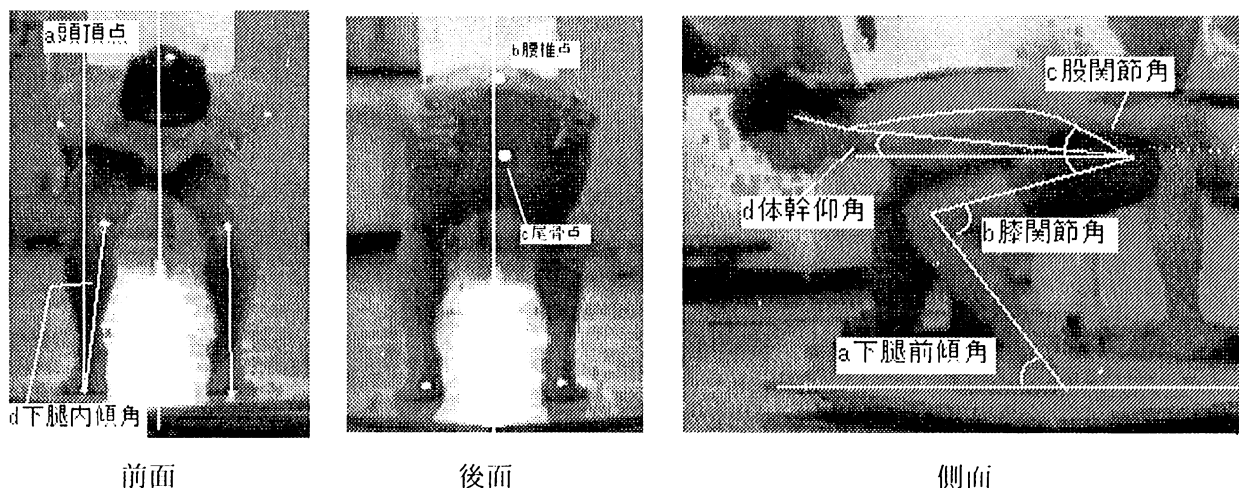 a頭頂点
d下腿内傾角
b腰椎点
c尾骨点
c股関節角
d体幹仰角
b膝関節角
a下腿前傾角
前面
後面
側面